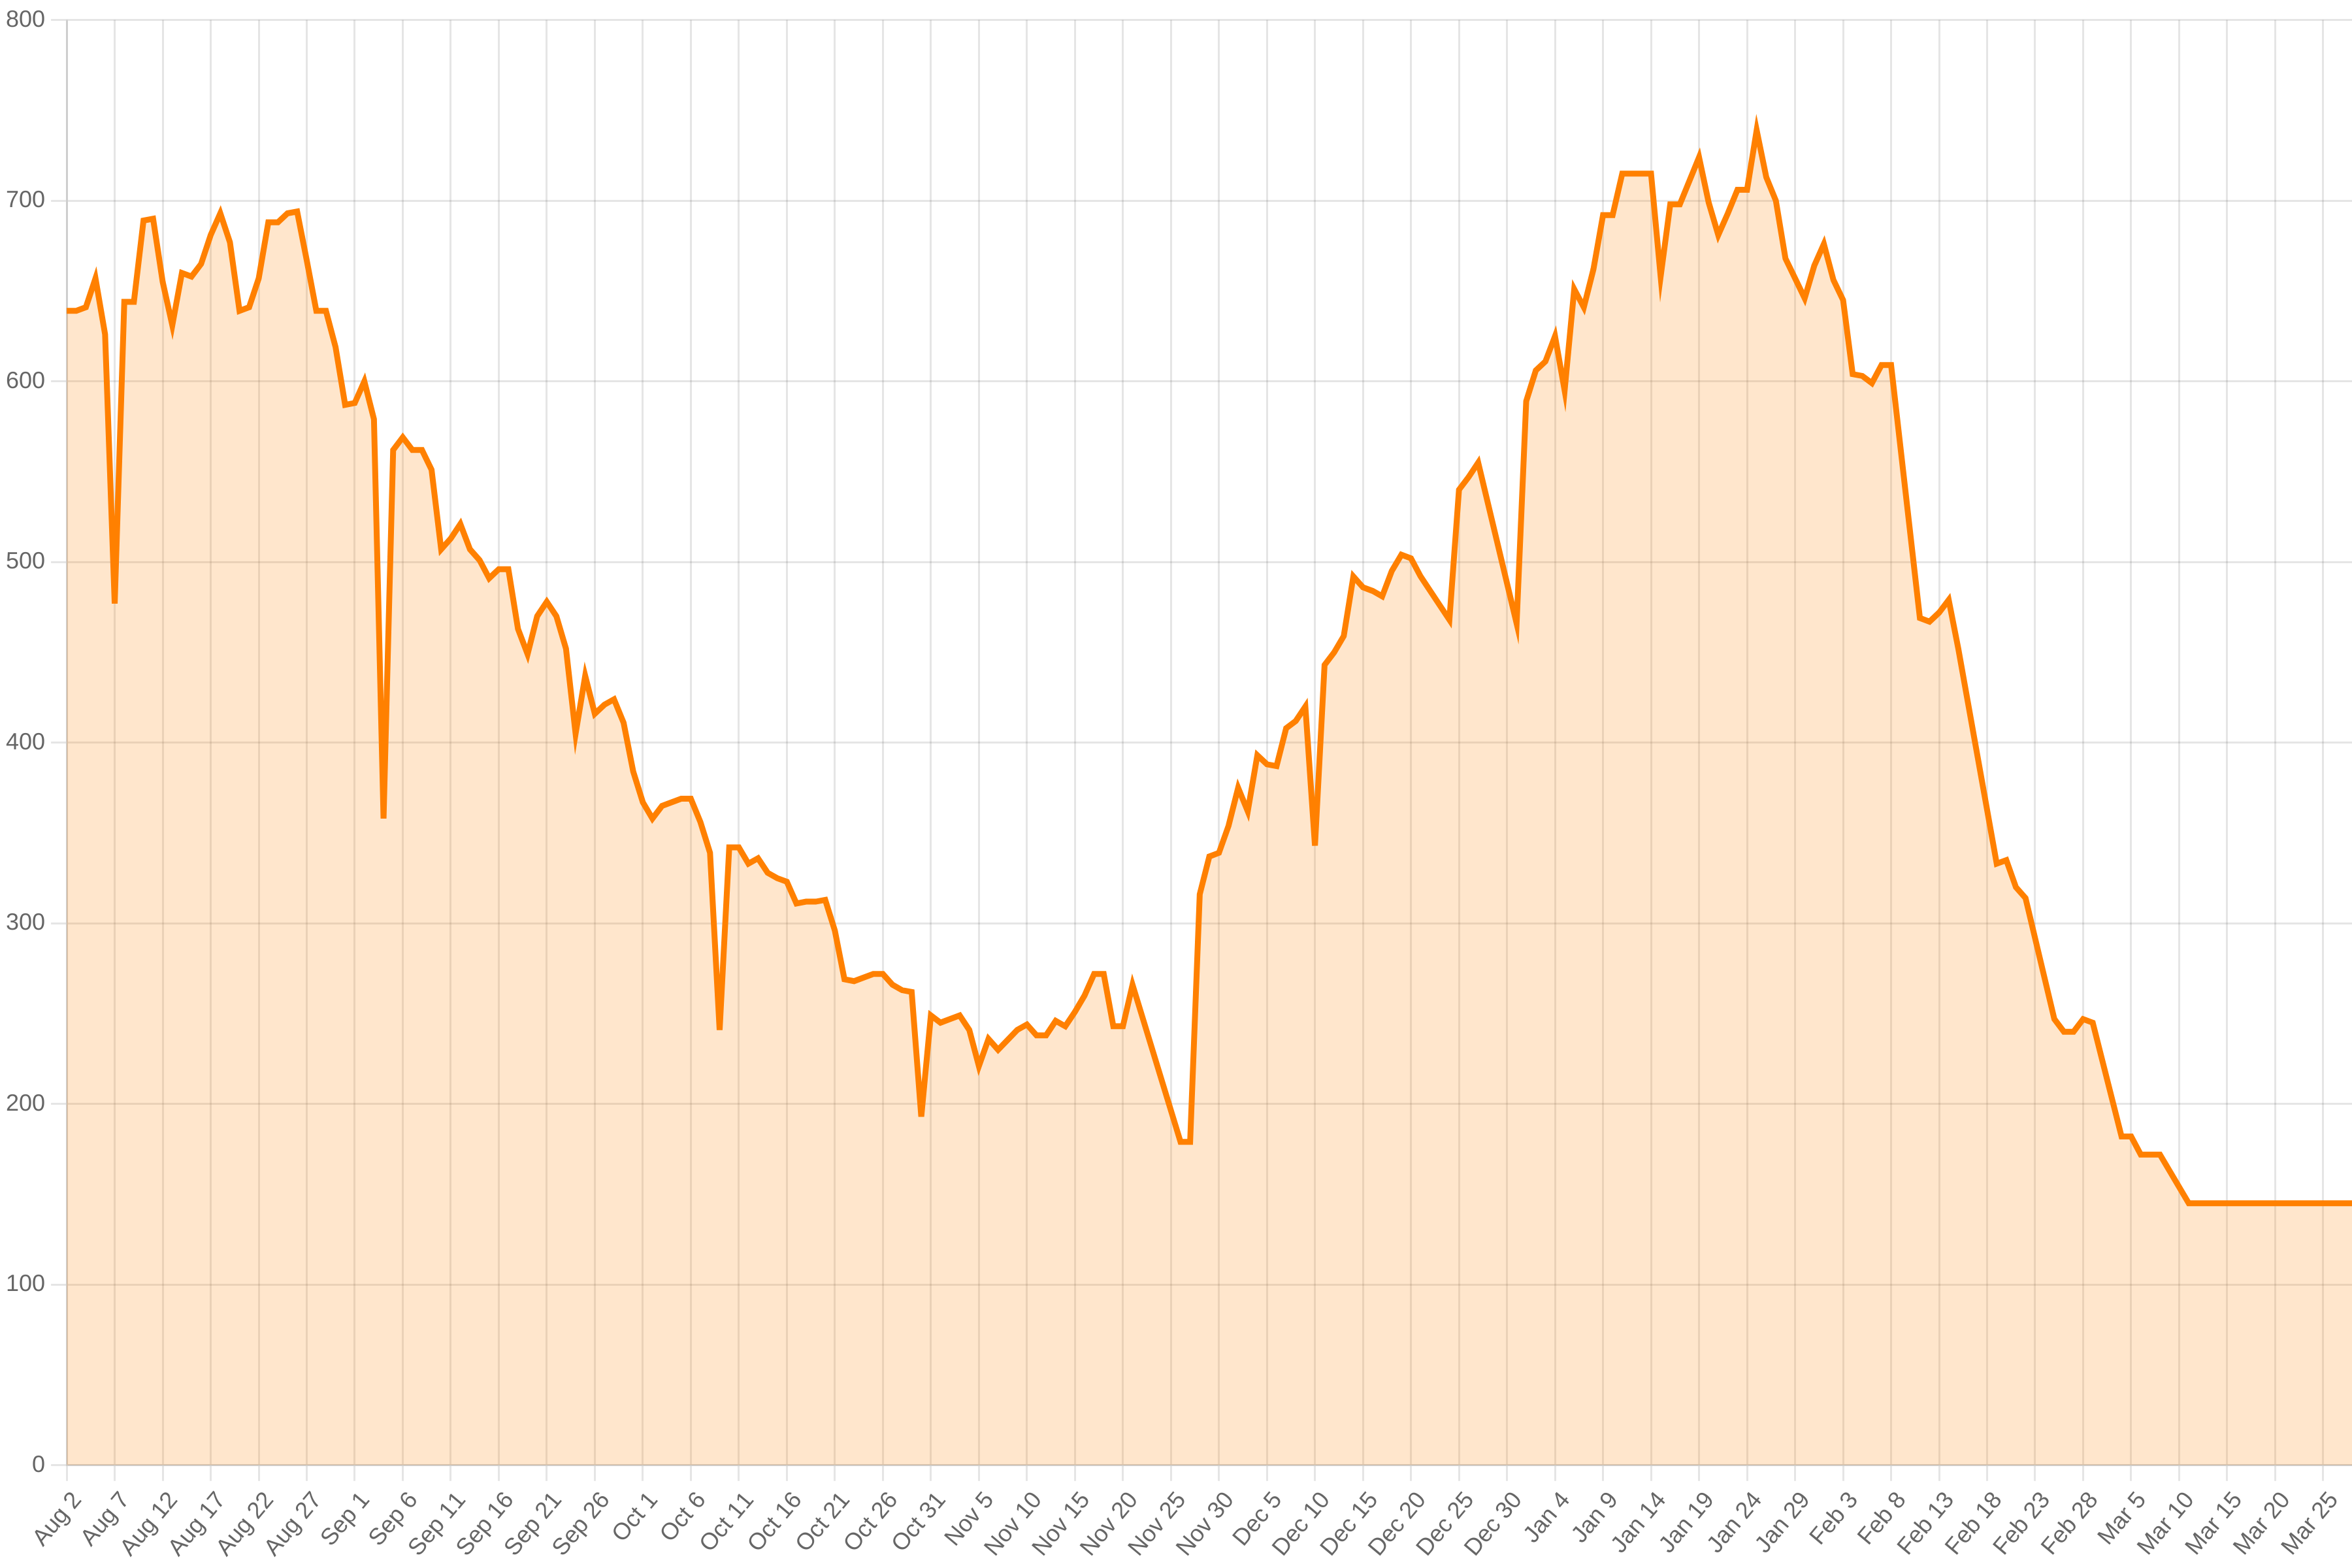 800
700
600
500
400
300
200
100
0
Aug 2
Aug 7
Aug 12
Aug 17
Aug 22
Aug 27
Sep 1
Sep 6
Sep 11
Sep 16
Sep 21
Sep 26
Oct 1
Oct 6
Oct 11
Oct 16
Oct 21
Oct 26
Oct 31
Nov 5
Nov 10
Nov 15
Nov 20
Nov 25
Nov 30
Dec 5
Dec 10
Dec 15
Dec 20
Dec 25
Dec 30
Jan 4
Jan 9
Jan 14
Jan 19
Jan 24
Jan 29
Feb 3
Feb 8
Feb 13
Feb 18
Feb 23
Feb 28
Mar 5
Mar 10
Mar 15
Mar 20
Mar 25